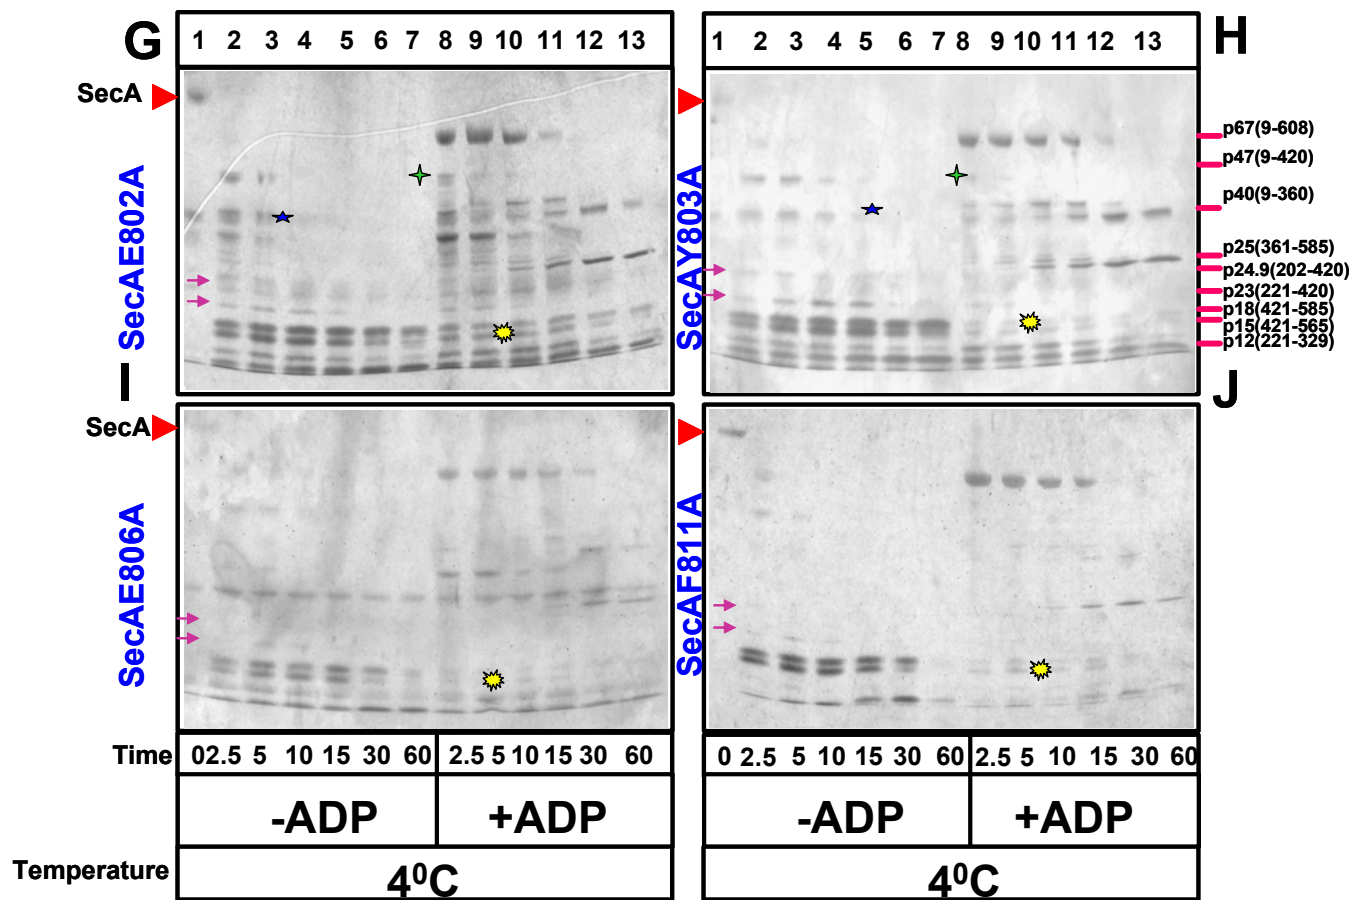 G
1 2 3 4 5 6 7 8 9 10 11 12 13
1 2 3 4 5 6 7 8 9 10 11 12 13
H
SecA
SecAE802A
SecAY803A
p67(9-608)
p47(9-420)
p40(9-360)
p25(361-585)
p24.9(202-420)
p23(221-420)
p18(421-585)
p15(421-565)
p12(221-329)
I
J
SecA
SecAE806A
SecAF811A
Time
02.5 5 10 15 30 60 2.5 5 10 15 30 60
0 2.5 5 10 15 30 60 2.5 5 10 15 30 60
-ADP +ADP
-ADP +ADP
Temperature
4⁰C
4⁰C